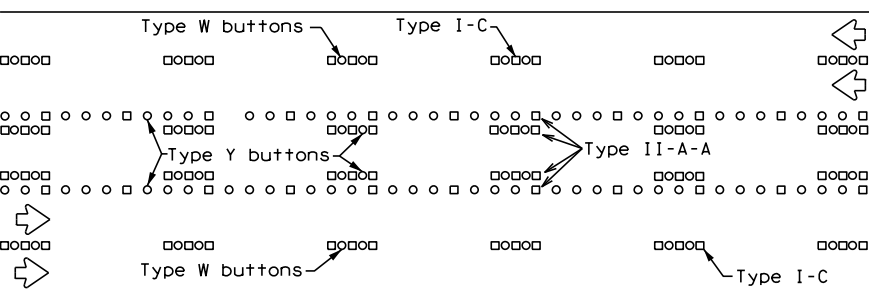 Type W buttons
Type I-C
Type Y buttons
Type II-A-A
Type W buttons
Type I-C